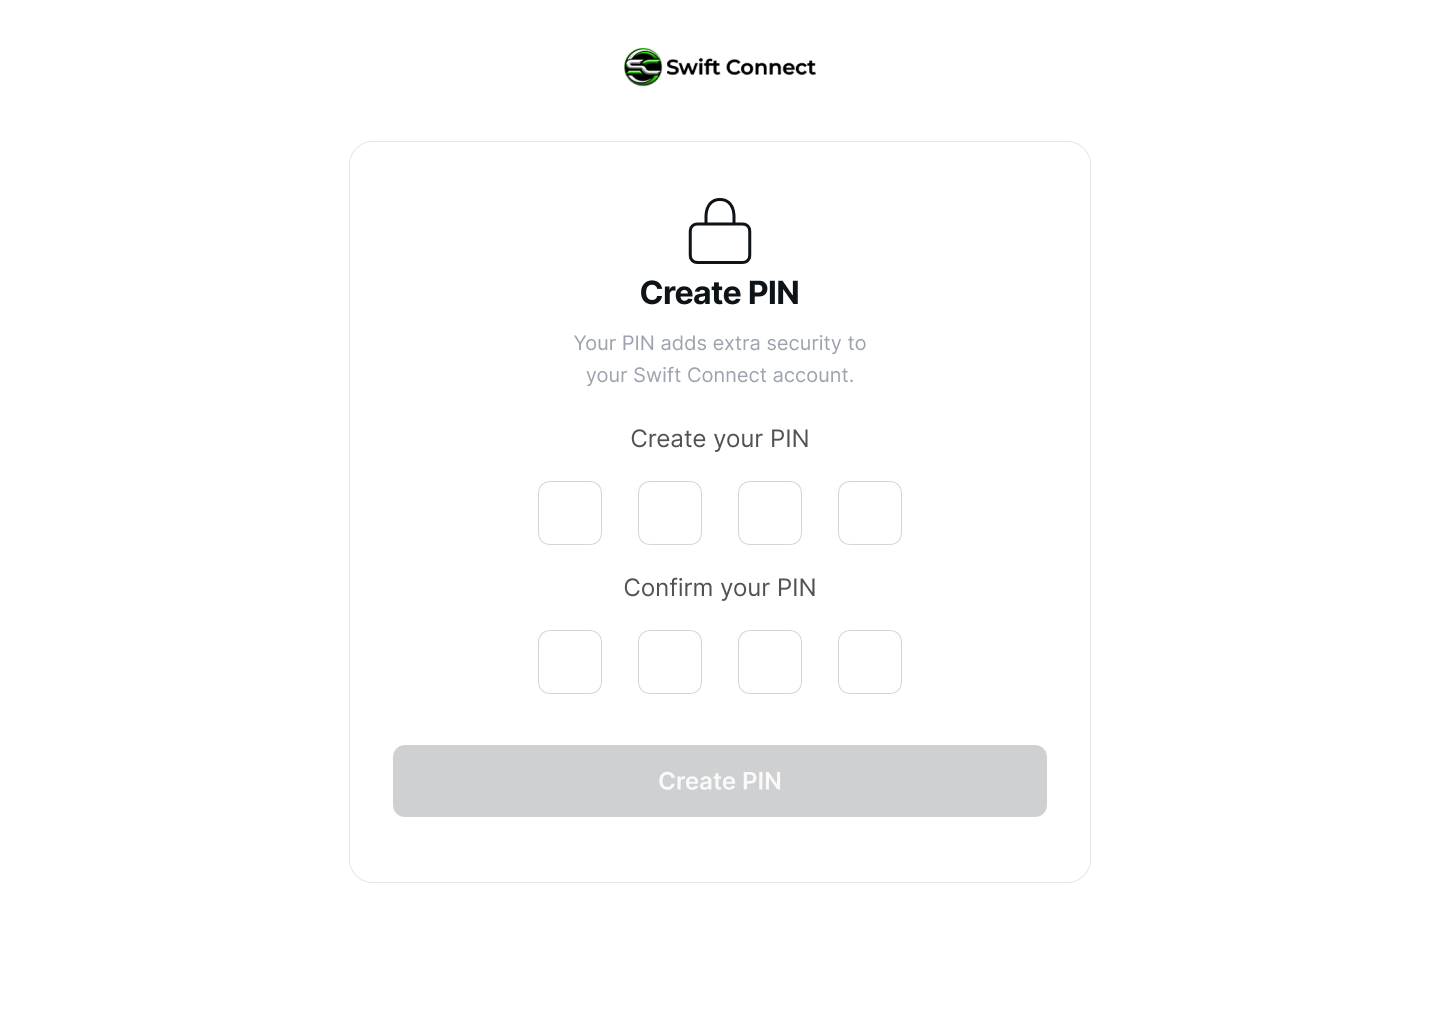 SC Swift Connect
Create PIN
Your PIN adds extra security to
your Swift Connect account.
Create your PIN
Confirm your PIN
Create PIN